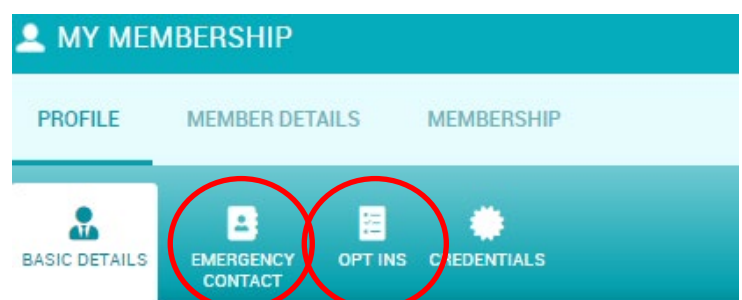 MY MEMBERSHIP
PROFILE MEMBER DETAILS MEMBERSHIP
BASIC DETAILS EMERGENCY CONTACT OPT INS CREDENTIALS